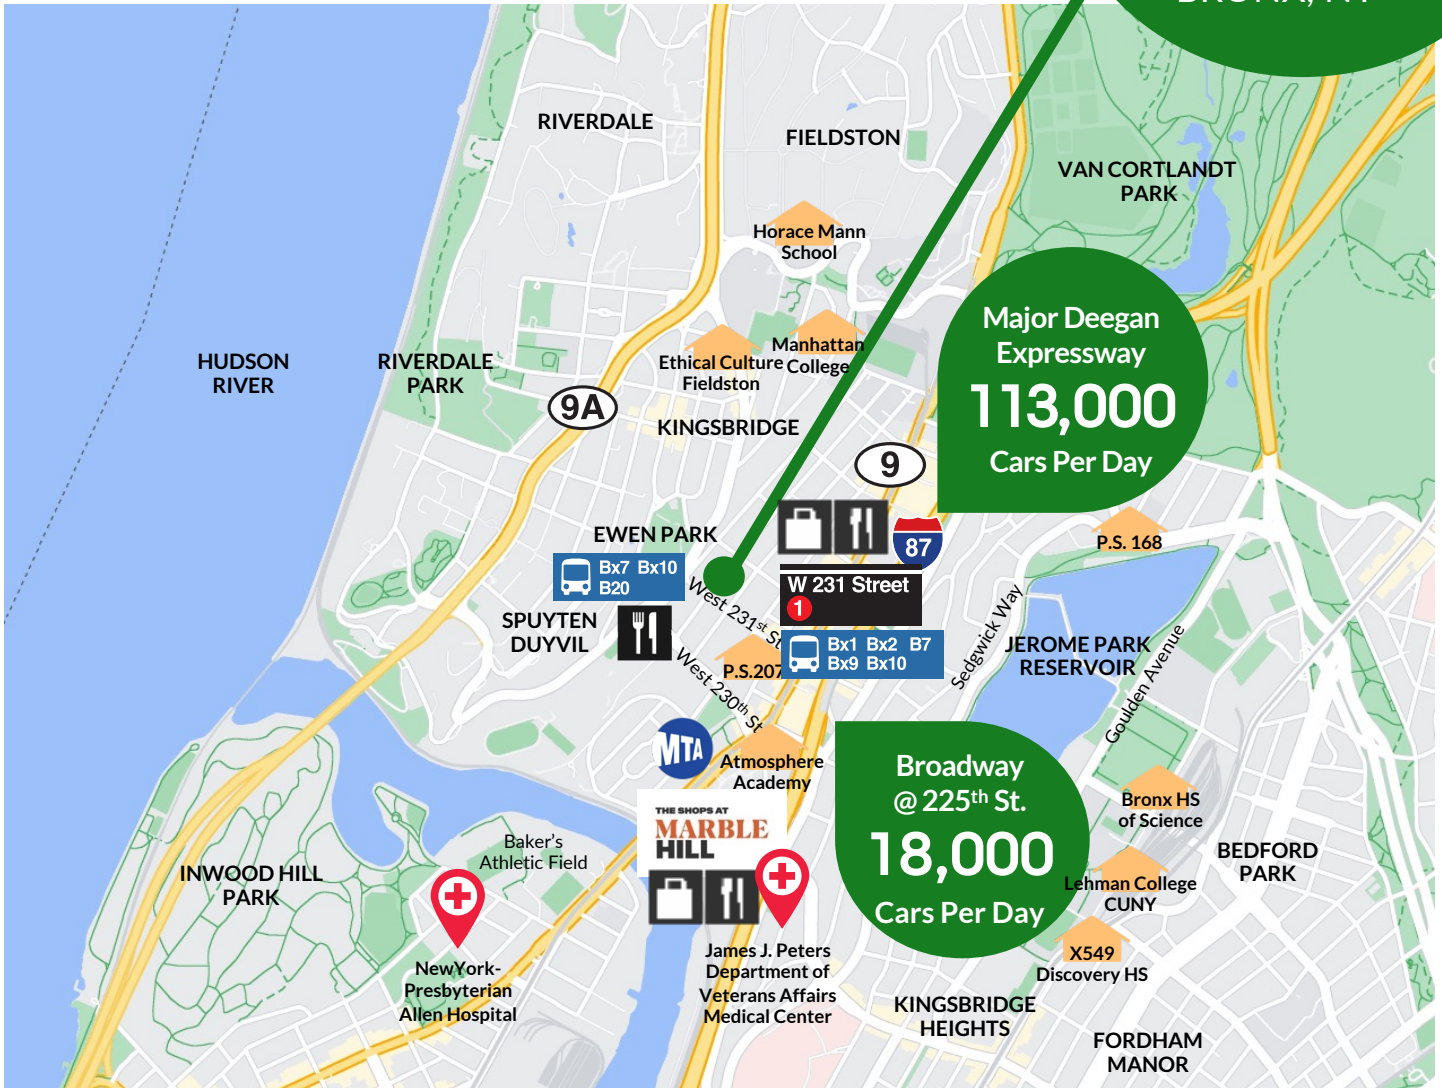 BRONX, NY
RIVERDALE
FIELDSTON
VAN CORTLANDT
PARK
Horace Mann
School
Major Deegan
Expressway
113,000
Cars Per Day
HUDSON
RIVER
RIVERDALE
PARK
Ethical Culture
Fieldston
Manhattan
College
9A
KINGSBRIDGE
9
EWEN PARK
87
P.S. 168
Bx7 Bx10
B20
W 231 Street
1
West 231st St
SPUYTEN
DUYVIL
Bx1 Bx2 B7
Bx9 Bx10
P.S.207
West 230th St
Sedgwick Way
JEROME PARK
RESERVOIR
Goulden Avenue
MTA
Atmosphere
Academy
Broadway
@ 225th St.
18,000
Cars Per Day
THE SHOPS AT
MARBLE
HILL
Bronx HS
of Science
Baker's
Athletic Field
BEDFORD
PARK
INWOOD HILL
PARK
Lehman College
CUNY
X549
Discovery HS
NewYork-
Presbyterian
Allen Hospital
James J. Peters
Department of
Veterans Affairs
Medical Center
KINGSBRIDGE
HEIGHTS
FORDHAM
MANOR